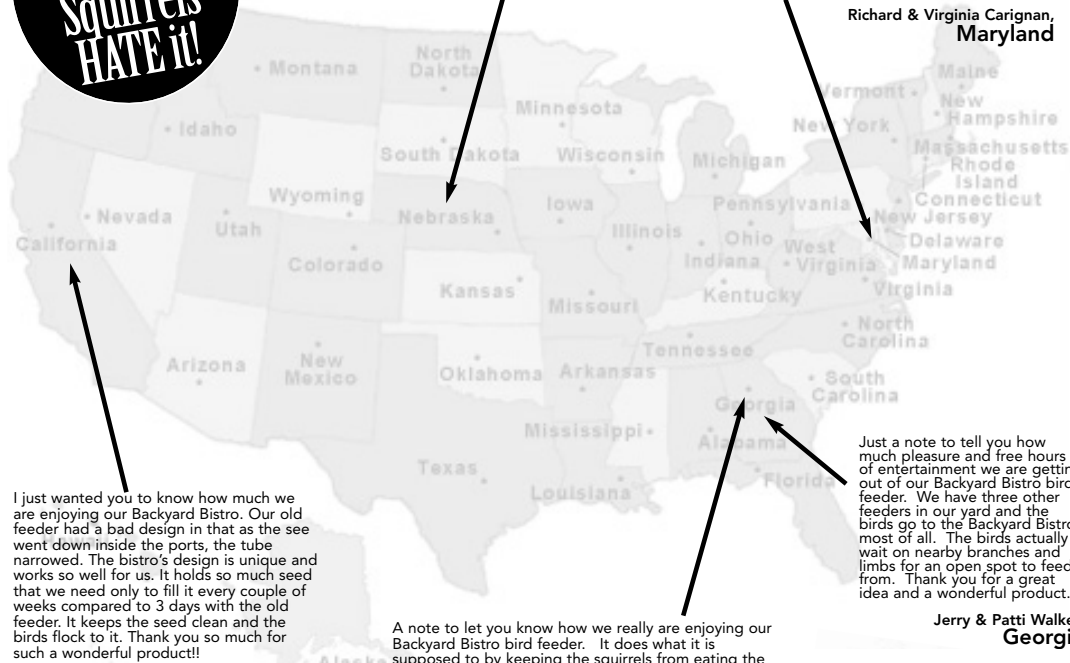 Squirrels
HATE it!
Richard & Virginia Carignan,
Maryland
Montana
North
Dakota
Minnesota
Idaho
South Dakota
Wisconsin
Michigan
Vermont
Maine
New
Hampshire
New York
Massachusetts
Rhode
Island
Connecticut
Wyoming
Nebraska
Iowa
Pennsylvania
New Jersey
Nevada
Utah
California
Colorado
Illinois
Indiana
Ohio
West
Virginia
Delaware
Maryland
Virginia
Kansas
Missouri
Kentucky
North
Carolina
Arizona
New
Mexico
Oklahoma
Arkansas
Tennessee
South
Carolina
Georgia
Mississippi
Alabama
Texas
Louisiana
Florida
Hawaii
Alaska
I just wanted you to know how much we
are enjoying our Backyard Bistro. Our old
feeder had a bad design in that as the see
went down inside the ports, the tube
narrowed. The bistro's design is unique and
works so well for us. It holds so much seed
that we need only to fill it every couple of
weeks compared to 3 days with the old
feeder. It keeps the seed clean and the
birds flock to it. Thank you so much for
such a wonderful product!!
A note to let you know how we really are enjoying our
Backyard Bistro bird feeder. It does what it is
supposed to by keeping the squirrels from eating the
Just a note to tell you how
much pleasure and free hours
of entertainment we are gettin
out of our Backyard Bistro bird
feeder. We have three other
feeders in our yard and the
birds go to the Backyard Bistro
most of all. The birds actually
wait on nearby branches and
limbs for an open spot to feed
from. Thank you for a great
idea and a wonderful product.
Jerry & Patti Walke
Georgi